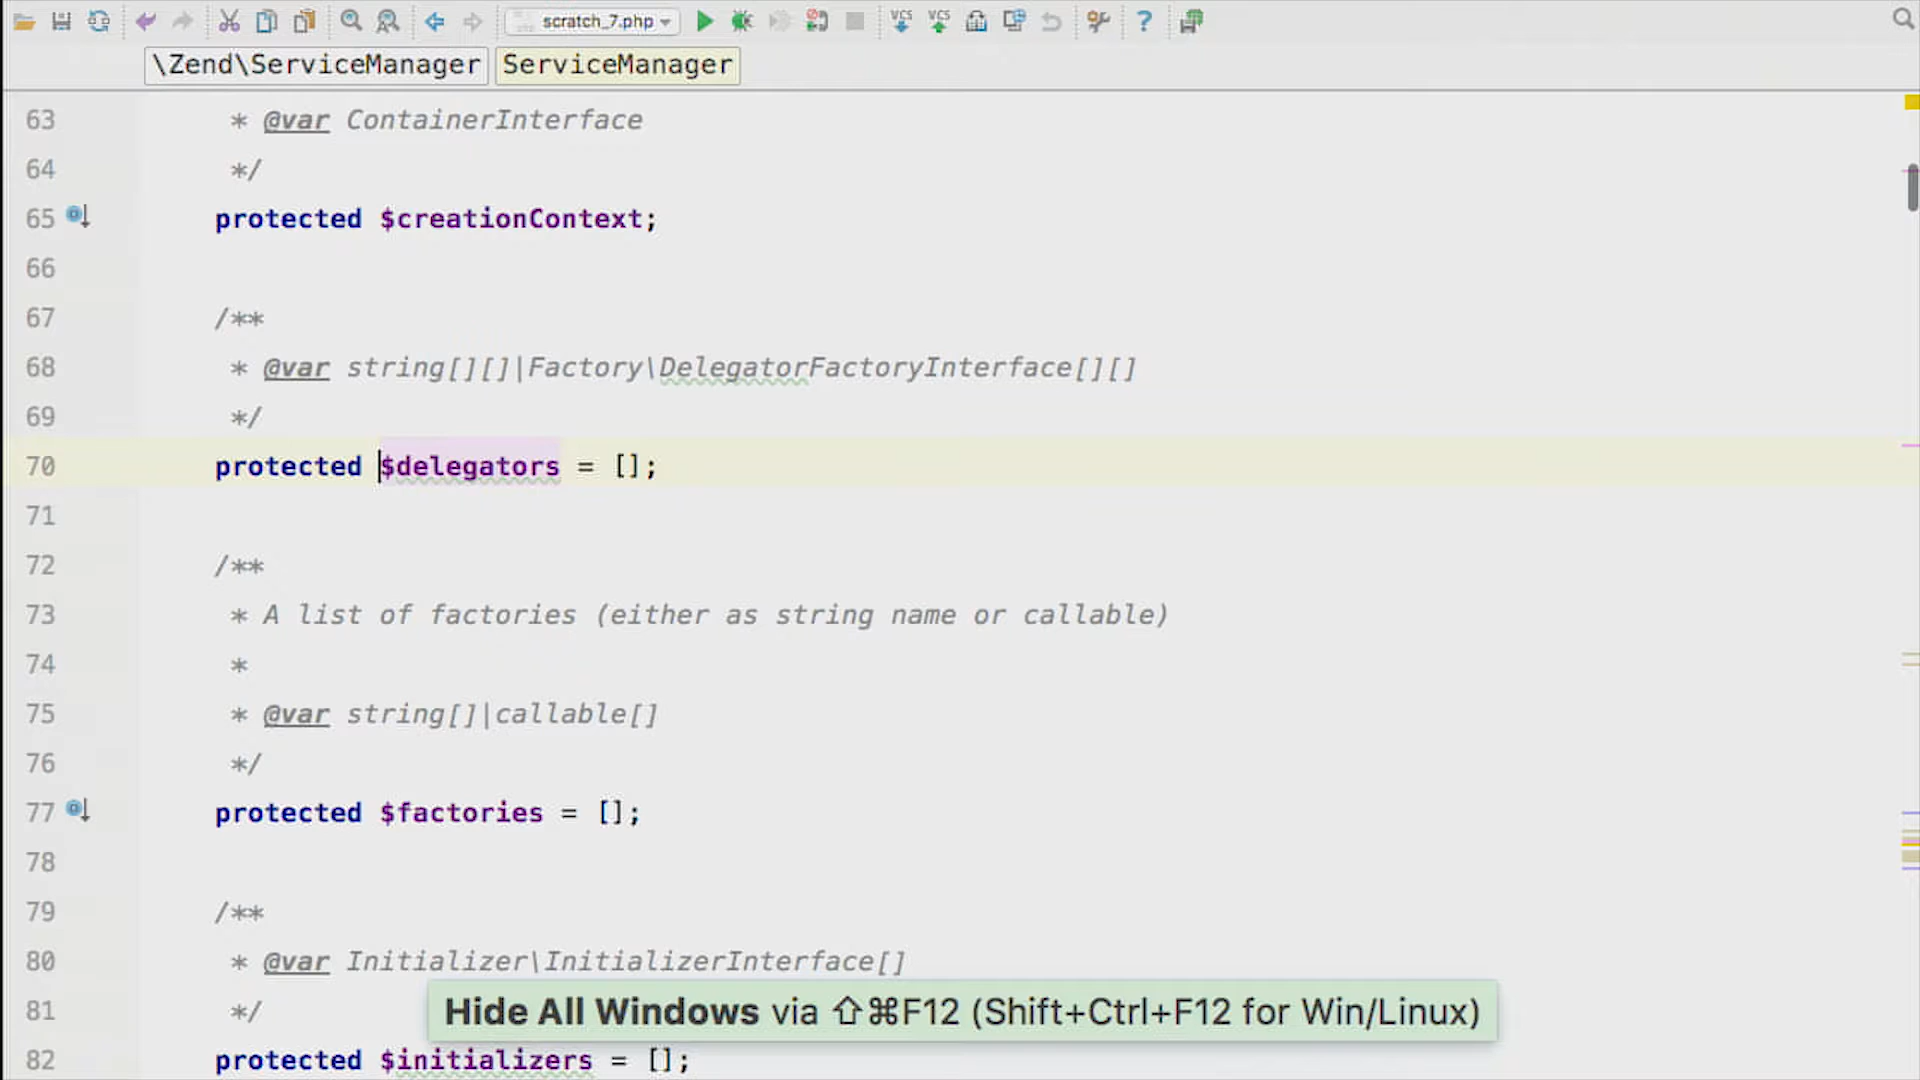 scratch_7.php
VCS VCS
?
\Zend\ServiceManager ServiceManager
63 * @var ContainerInterface
64 */
65 protected $creationContext;
66
67 /**
68 * @var string[][]|Factory\DelegatorFactoryInterface[][]
69 */
70 protected $delegators = [];
71
72 /**
73 * A list of factories (either as string name or callable)
74 *
75 * @var string[]|callable[]
76 */
77 protected $factories = [];
78
79 /**
80 * @var Initializer\InitializerInterface[]
81 */
Hide All Windows via ⇧⌘F12 (Shift+Ctrl+F12 for Win/Linux)
82 protected $initializers = [];